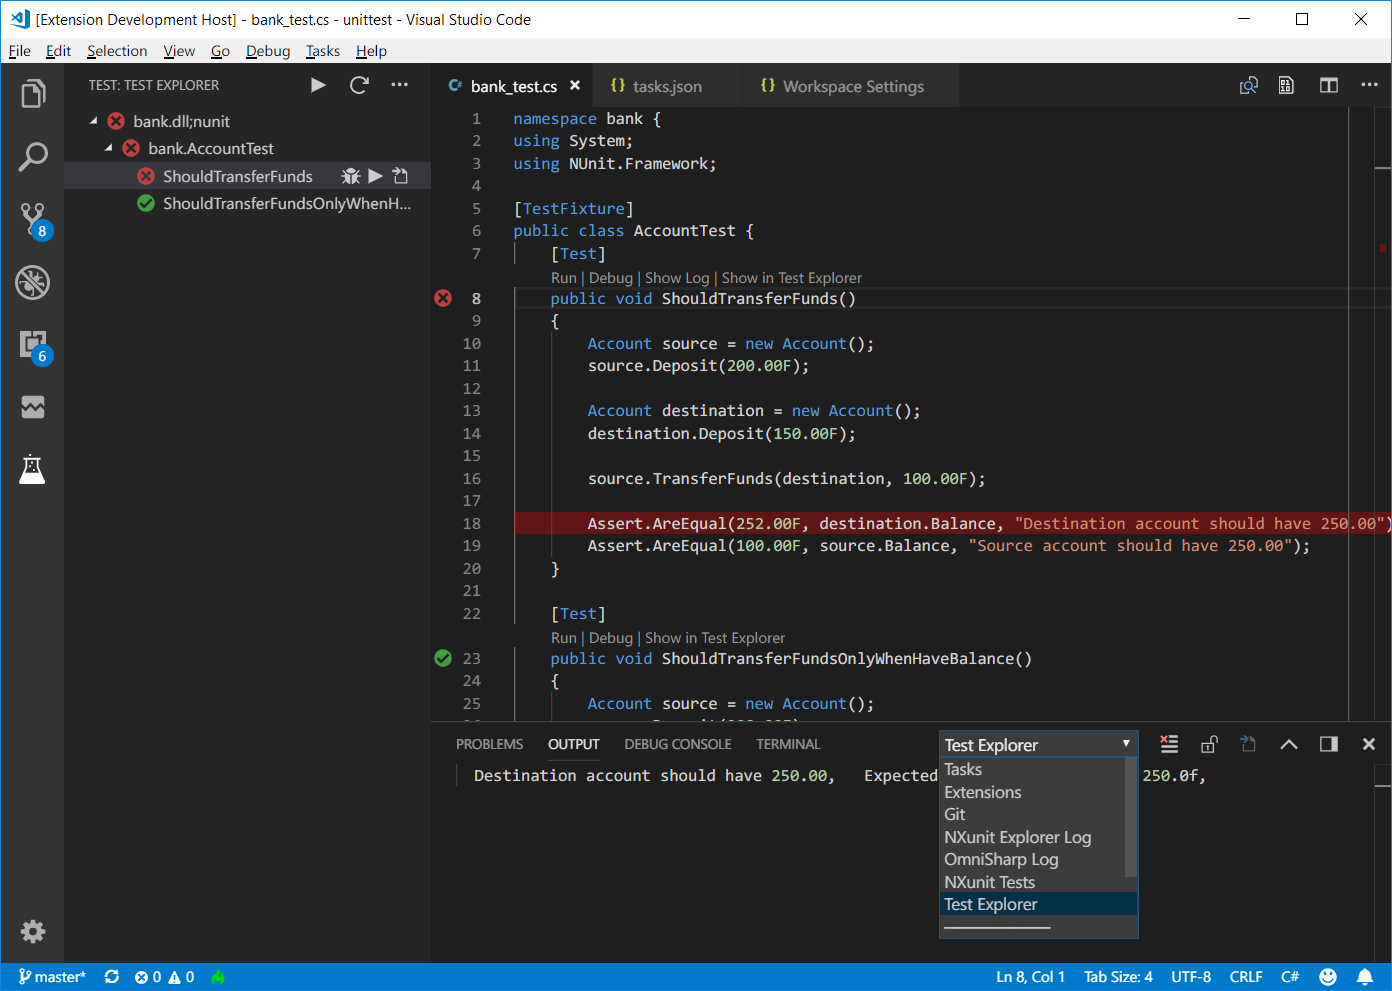 [Extension Development Host] - bank_test.cs - unittest - Visual Studio Code
File Edit Selection View Go Debug Tasks Help
TEST: TEST EXPLORER
bank.dll;nunit
bank.AccountTest
ShouldTransferFunds
ShouldTransferFundsOnlyWhenH...
8
6
bank_test.cs
tasks.json
Workspace Settings
1 namespace bank {
2 using System;
3 using NUnit.Framework;
4
5 [TestFixture]
6 public class AccountTest {
7 [Test]
Run | Debug | Show Log | Show in Test Explorer
8 public void ShouldTransferFunds()
9 {
10 Account source = new Account();
11 source.Deposit(200.00F);
12
13 Account destination = new Account();
14 destination.Deposit(150.00F);
15
16 source.TransferFunds(destination, 100.00F);
17
18 Assert.AreEqual(252.00F, destination.Balance, "Destination account should have 250.00")
19 Assert.AreEqual(100.00F, source.Balance, "Source account should have 250.00");
20 }
21
22 [Test]
Run | Debug | Show in Test Explorer
23 public void ShouldTransferFundsOnlyWhenHaveBalance()
24 {
25 Account source = new Account();
PROBLEMS OUTPUT DEBUG CONSOLE TERMINAL
Test Explorer
Destination account should have 250.00, Expected 250.0f,
Tasks
Extensions
Git
NXunit Explorer Log
OmniSharp Log
NXunit Tests
Test Explorer
master* 0 0 Ln 8, Col 1 Tab Size: 4 UTF-8 CRLF C#